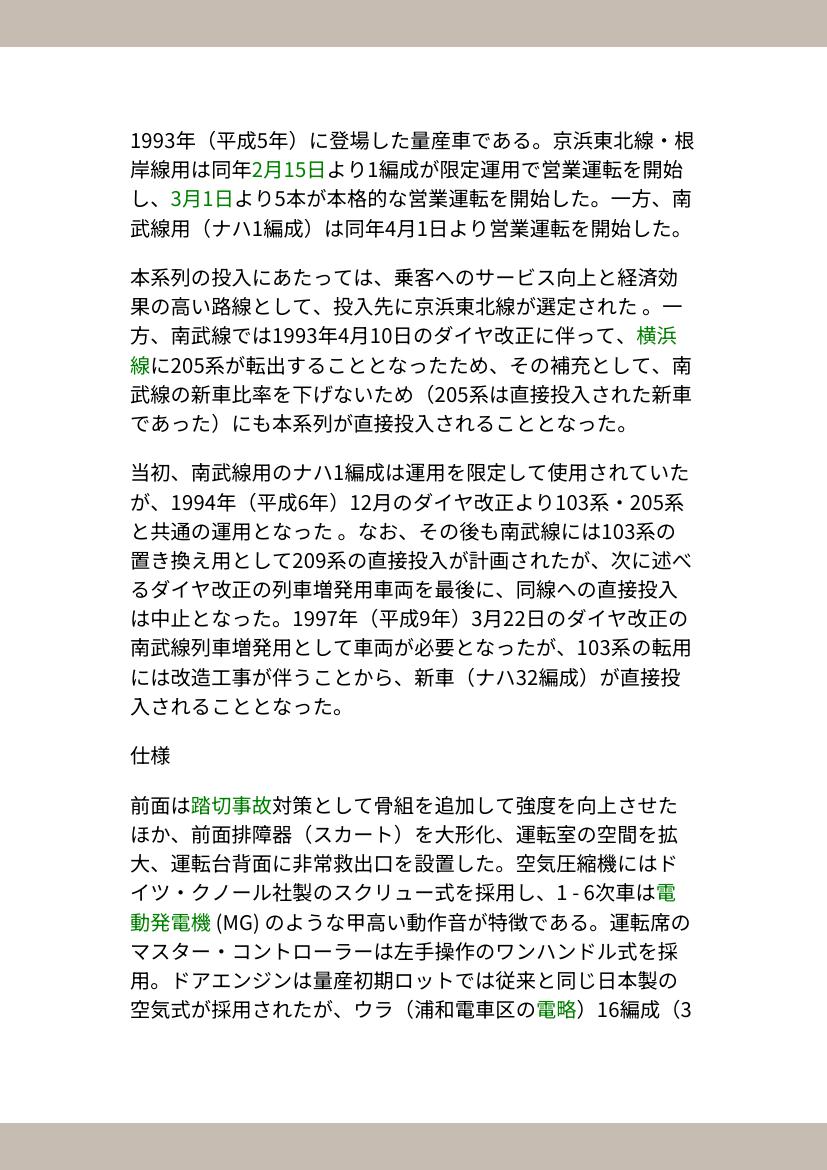 1993年（平成5年）に登場した量産車である。京浜東北線・根
岸線用は同年2月15日より1編成が限定運用で営業運転を開始
し、3月1日より5本が本格的な営業運転を開始した。一方、南
武線用（ナハ1編成）は同年4月1日より営業運転を開始した。
本系列の投入にあたっては、乗客へのサービス向上と経済効
果の高い路線として、投入先に京浜東北線が選定された 。一
方、南武線では1993年4月10日のダイヤ改正に伴って、横浜
線に205系が転出することとなったため、その補充として、南
武線の新車比率を下げないため（205系は直接投入された新車
であった）にも本系列が直接投入されることとなった。
当初、南武線用のナハ1編成は運用を限定して使用されていた
が、1994年（平成6年）12月のダイヤ改正より103系・205系
と共通の運用となった 。なお、その後も南武線には103系の
置き換え用として209系の直接投入が計画されたが、次に述べ
るダイヤ改正の列車増発用車両を最後に、同線への直接投入
は中止となった。1997年（平成9年）3月22日のダイヤ改正の
南武線列車増発用として車両が必要となったが、103系の転用
には改造工事が伴うことから、新車（ナハ32編成）が直接投
入されることとなった。
仕様
前面は踏切事故対策として骨組を追加して強度を向上させた
ほか、前面排障器（スカート）を大形化、運転室の空間を拡
大、運転台背面に非常救出口を設置した。空気圧縮機にはド
イツ・クノール社製のスクリュー式を採用し、1 - 6次車は電
動発電機 (MG) のような甲高い動作音が特徴である。運転席の
マスター・コントローラーは左手操作のワンハンドル式を採
用。ドアエンジンは量産初期ロットでは従来と同じ日本製の
空気式が採用されたが、ウラ（浦和電車区の電略）16編成（3